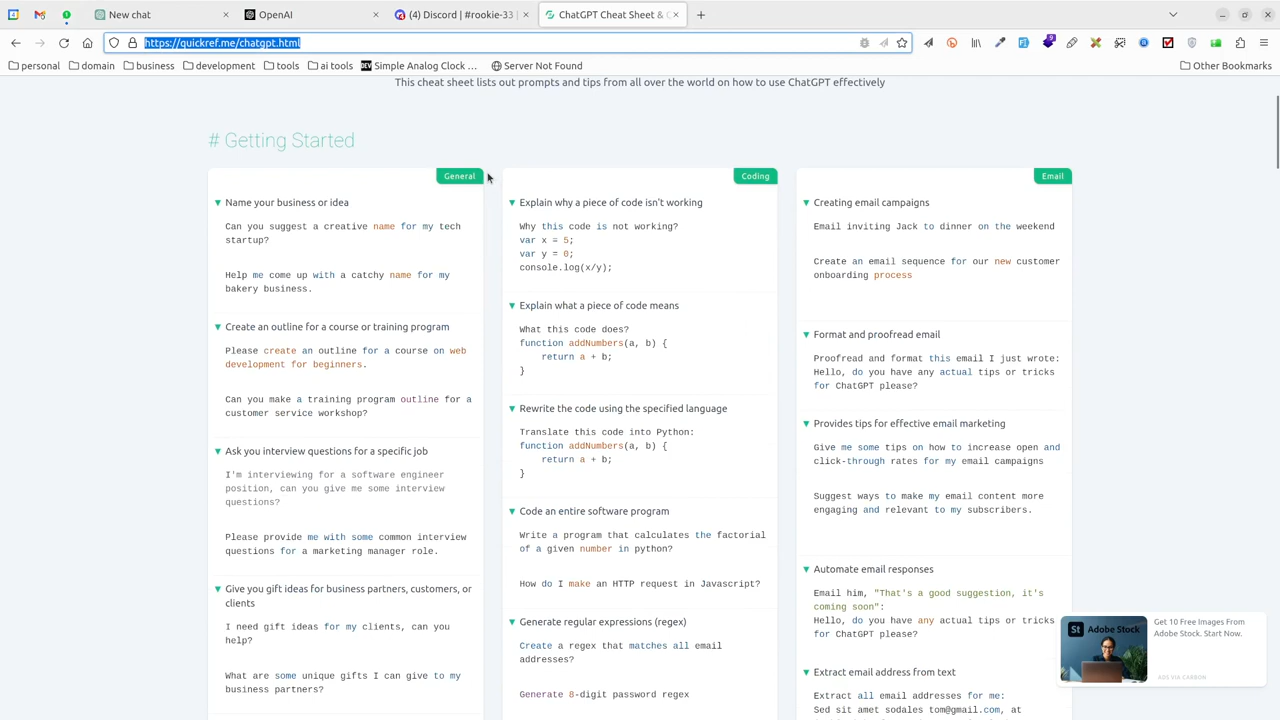 New chat
OpenAI
(4) Discord | #rookie-33
ChatGPT Cheat Sheet & C
https://quickref.me/chatgpt.html
9
personal
domain
business
development
tools
ai tools
DEV Simple Analog Clock ...
Server Not Found
Other Bookmarks
This cheat sheet lists out prompts and tips from all over the world on how to use ChatGPT effectively
# Getting Started
General
Name your business or idea
Can you suggest a creative name for my tech
startup?
Help me come up with a catchy name for my
bakery business.
Create an outline for a course or training program
Please create an outline for a course on web
development for beginners.
Can you make a training program outline for a
customer service workshop?
Ask you interview questions for a specific job
I'm interviewing for a software engineer
position, can you give me some interview
questions?
Please provide me with some common interview
questions for a marketing manager role.
Give you gift ideas for business partners, customers, or
clients
I need gift ideas for my clients, can you
help?
What are some unique gifts I can give to my
business partners?
Coding
Explain why a piece of code isn't working
Why this code is not working?
var x = 5;
var y = 0;
console.log(x/y);
Explain what a piece of code means
What this code does?
function addNumbers(a, b) {
return a + b;
}
Rewrite the code using the specified language
Translate this code into Python:
function addNumbers(a, b) {
return a + b;
}
Code an entire software program
Write a program that calculates the factorial
of a given number in python?
How do I make an HTTP request in Javascript?
Generate regular expressions (regex)
Create a regex that matches all email
addresses?
Generate 8-digit password regex
Email
Creating email campaigns
Email inviting Jack to dinner on the weekend
Create an email sequence for our new customer
onboarding process
Format and proofread email
Proofread and format this email I just wrote:
Hello, do you have any actual tips or tricks
for ChatGPT please?
Provides tips for effective email marketing
Give me some tips on how to increase open and
click-through rates for my email campaigns
Suggest ways to make my email content more
engaging and relevant to my subscribers.
Automate email responses
Email him, "That's a good suggestion, it's
coming soon":
Hello, do you have any actual tips or tricks
for ChatGPT please?
Extract email address from text
Extract all email addresses for me:
Sed sit amet sodales tom@gmail.com, at
St Adobe Stock
Get 10 Free Images From
Adobe Stock. Start Now.
ADS VIA CARBON